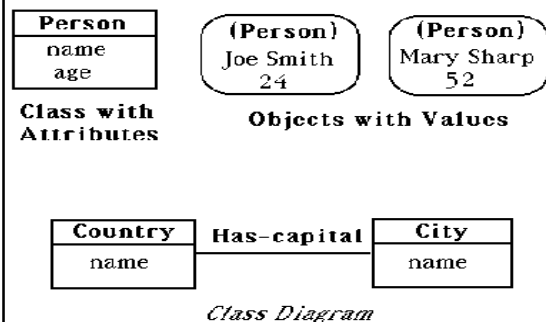 Person
name
age
Class with
Attributes
(Person)
Joe Smith
24
(Person)
Mary Sharp
52
Objects with Values
Country
name
Has-capital
City
name
Class Diagram